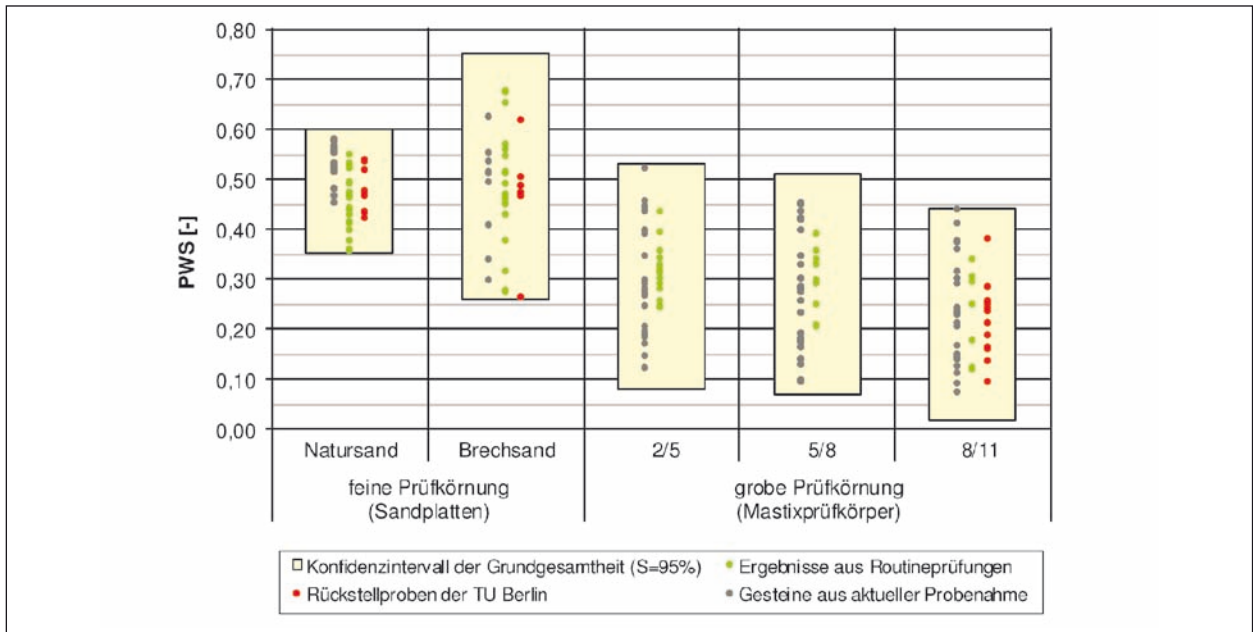 0,80
0,70
0,60
0,50
0,40
0,30
0,20
0,10
0,00
PWS [-]
Natursand Brechsand 2/5 5/8 8/11
feine Prüfkörnung grobe Prüfkörnung
(Sandplatten) (Mastixprüfkörper)
Konfidenzintervall der Grundgesamtheit (S=95%) Ergebnisse aus Routineprüfungen
Rückstellproben der TU Berlin Gesteine aus aktueller Probenahme